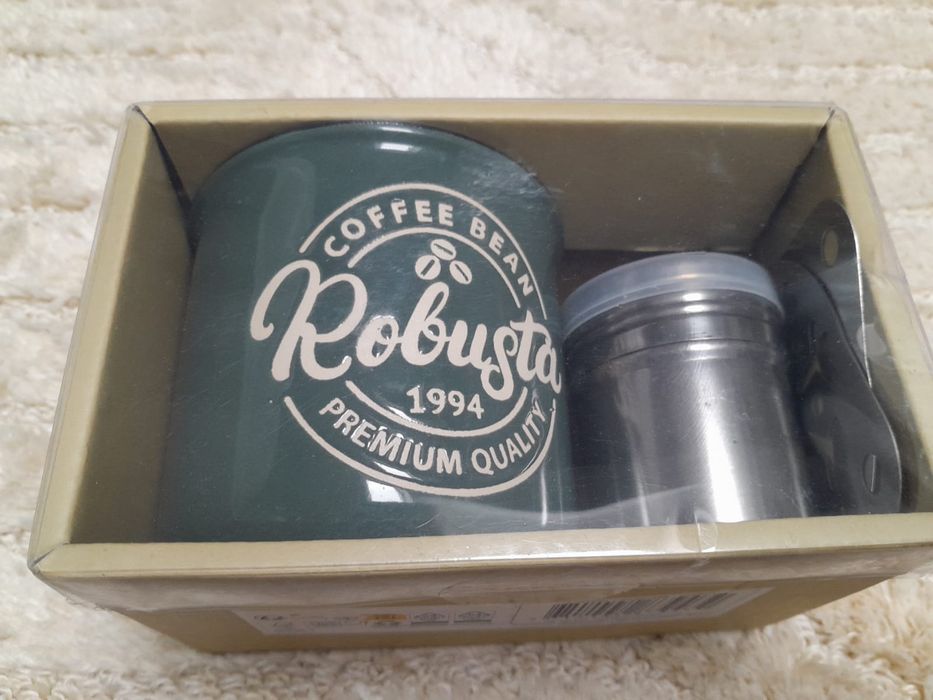 COFFEE BEAN
Robusta
1994
PREMIUM QUALITY